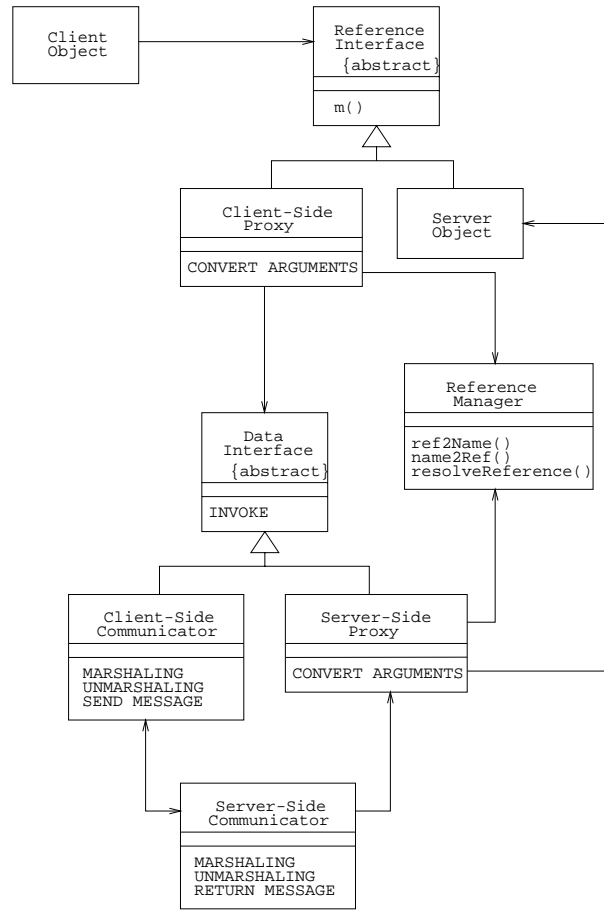 Client
Object
Reference
Interface
{abstract}
m()
Client-Side
Proxy
CONVERT ARGUMENTS
Server
Object
Reference
Manager
ref2Name()
name2Ref()
resolveReference()
Data
Interface
{abstract}
INVOKE
Client-Side
Communicator
MARSHALING
UNMARSHALING
SEND MESSAGE
Server-Side
Proxy
CONVERT ARGUMENTS
Server-Side
Communicator
MARSHALING
UNMARSHALING
RETURN MESSAGE